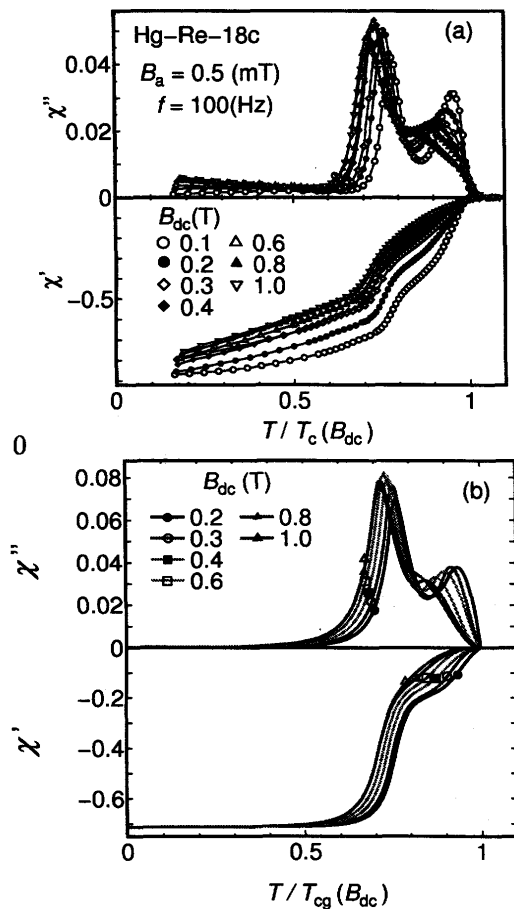 Hg-Re-18c (a)
B_a = 0.5 (mT)
f = 100(Hz)
χ''
0.04
0.02
0
B_dc(T)
0.1 0.6
0.2 0.8
0.3 1.0
0.4
χ'
-0.5
0 0.5 1
T / T_c (B_dc)
0
B_dc (T) (b)
0.2 0.8
0.3 1.0
0.4
0.6
χ''
0.08
0.06
0.04
0.02
0
χ'
-0.2
-0.4
-0.6
0 0.5 1
T / T_cg (B_dc)